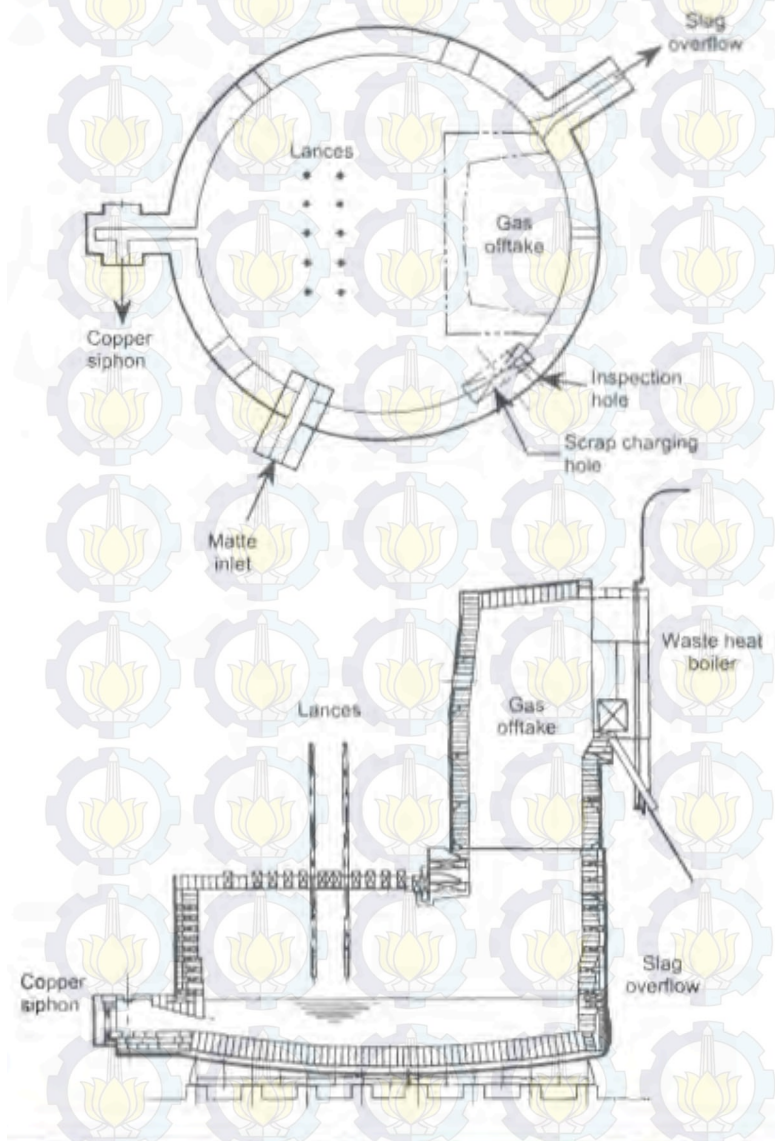 Slag
overflow
Lances
Gas
offtake
Copper
siphon
Inspection
hole
Scrap charging
hole
Matte
inlet
Waste heat
boiler
Lances
Gas
offtake
Copper
siphon
Slag
overflow